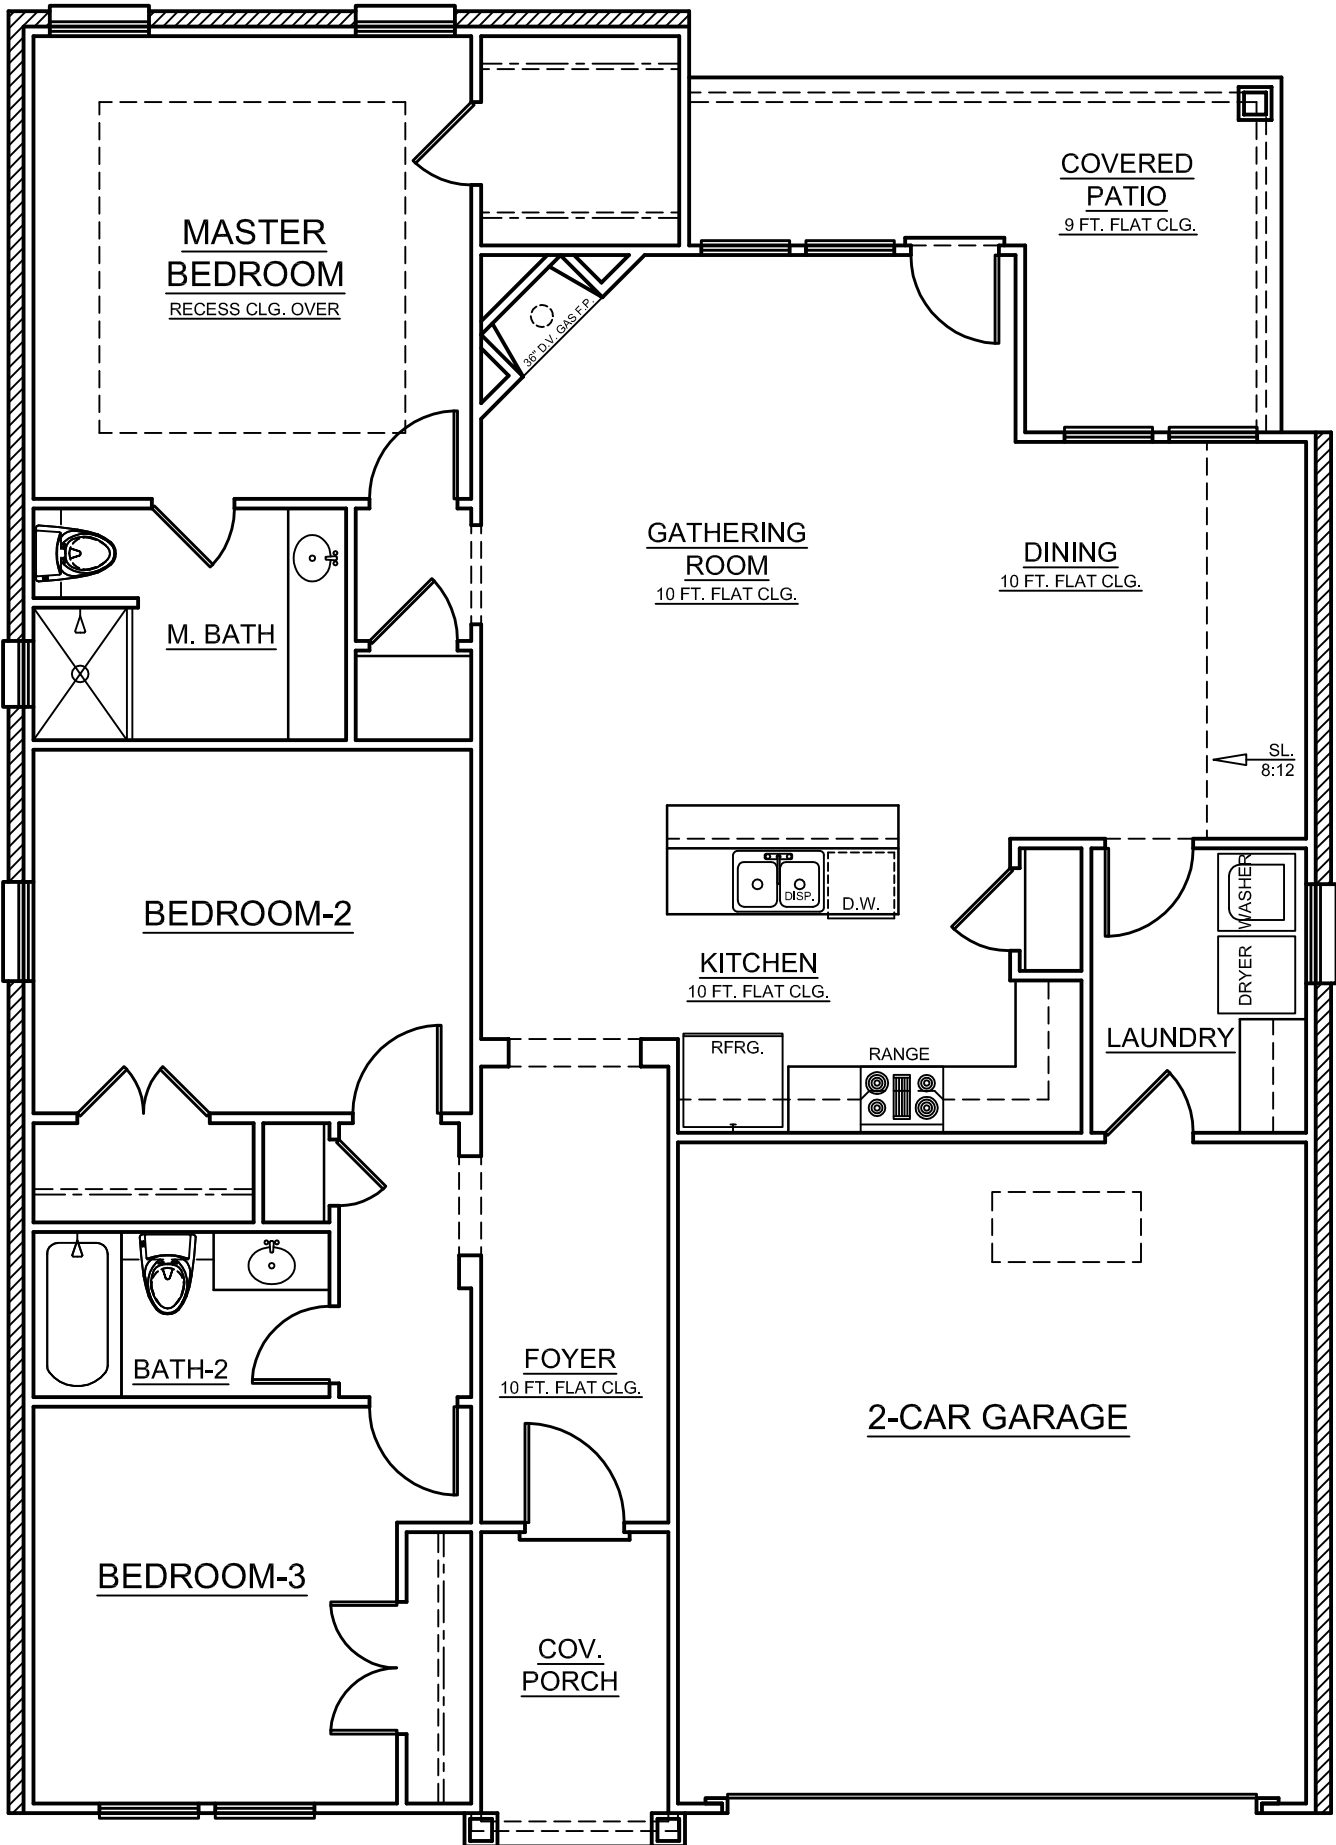 COVERED
PATIO
9 FT. FLAT CLG.
MASTER
BEDROOM
RECESS CLG. OVER
36" D.V. GAS F.P.
GATHERING
ROOM
10 FT. FLAT CLG.
DINING
10 FT. FLAT CLG.
M. BATH
SL.
8:12
WASHER
DISP.
D.W.
BEDROOM-2
KITCHEN
10 FT. FLAT CLG.
DRYER
LAUNDRY
RFRG.
RANGE
FOYER
10 FT. FLAT CLG.
BATH-2
2-CAR GARAGE
BEDROOM-3
COV.
PORCH